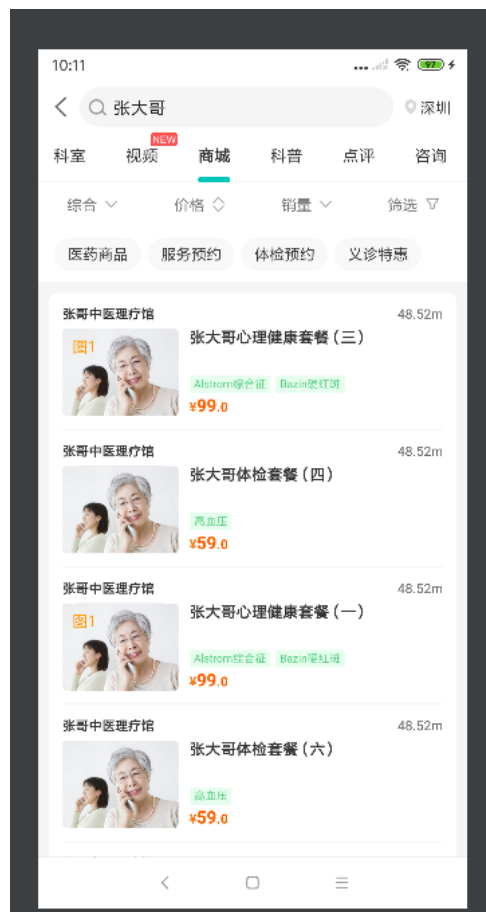 10:11
97
张大哥
深圳
NEW
科室 视频 商城 科普 点评 咨询
综合 价格 销量 筛选
医药商品 服务预约 体检预约 义诊特惠
张哥中医理疗馆 48.52m
图1
张大哥心理健康套餐(三)
Alstrom综合征 Bazin硬红斑
¥99.0
张哥中医理疗馆 48.52m
张大哥体检套餐(四)
高血压
¥59.0
张哥中医理疗馆 48.52m
图1
张大哥心理健康套餐(一)
Alstrom综合征 Bazin硬红斑
¥99.0
张哥中医理疗馆 48.52m
张大哥体检套餐(六)
高血压
¥59.0